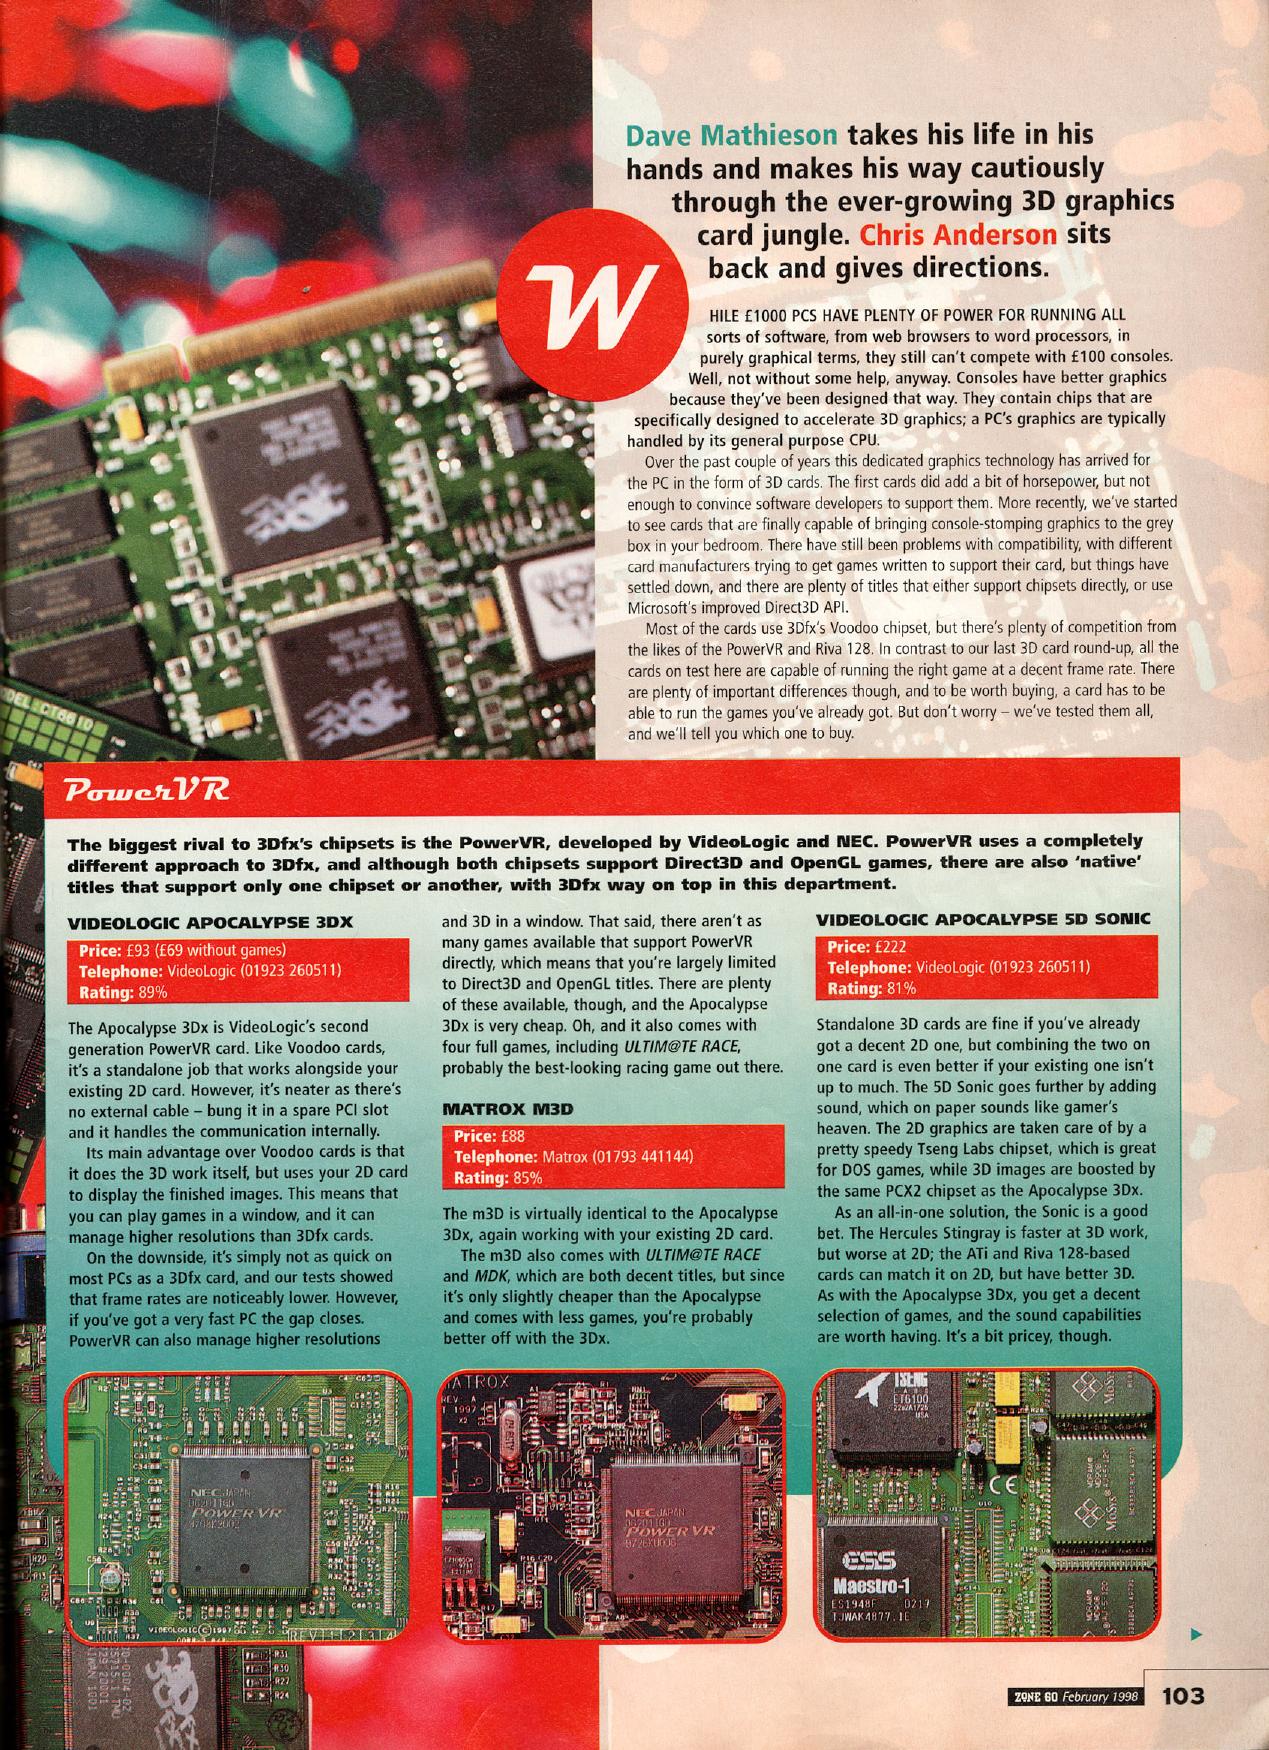 Dave Mathieson takes his life in his
hands and makes his way cautiously
through the ever-growing 3D graphics
card jungle. Chris Anderson sits
back and gives directions.
W
HILE £1000 PCS HAVE PLENTY OF POWER FOR RUNNING ALL
sorts of software, from web browsers to word processors, in
purely graphical terms, they still can't compete with £100 consoles.
Well, not without some help, anyway. Consoles have better graphics
because they've been designed that way. They contain chips that are
specifically designed to accelerate 3D graphics; a PC's graphics are typically
handled by its general purpose CPU.
Over the past couple of years this dedicated graphics technology has arrived for
the PC in the form of 3D cards. The first cards did add a bit of horsepower, but not
enough to convince software developers to support them. More recently, we've started
to see cards that are finally capable of bringing console-stomping graphics to the grey
box in your bedroom. There have still been problems with compatibility, with different
card manufacturers trying to get games written to support their card, but things have
settled down, and there are plenty of titles that either support chipsets directly, or use
Microsoft's improved Direct3D API.
Most of the cards use 3Dfx's Voodoo chipset, but there's plenty of competition from
the likes of the PowerVR and Riva 128. In contrast to our last 3D card round-up, all the
cards on test here are capable of running the right game at a decent frame rate. There
are plenty of important differences though, and to be worth buying, a card has to be
able to run the games you've already got. But don't worry – we've tested them all,
and we'll tell you which one to buy.
PowerVR
The biggest rival to 3Dfx's chipsets is the PowerVR, developed by VideoLogic and NEC. PowerVR uses a completely
different approach to 3Dfx, and although both chipsets support Direct3D and OpenGL games, there are also 'native'
titles that support only one chipset or another, with 3Dfx way on top in this department.
VIDEOLOGIC APOCALYPSE 3DX
Price: £93 (£69 without games)
Telephone: VideoLogic (01923 260511)
Rating: 89%
The Apocalypse 3Dx is VideoLogic's second
generation PowerVR card. Like Voodoo cards,
it's a standalone job that works alongside your
existing 2D card. However, it's neater as there's
no external cable – bung it in a spare PCI slot
and it handles the communication internally.
Its main advantage over Voodoo cards is that
it does the 3D work itself, but uses your 2D card
to display the finished images. This means that
you can play games in a window, and it can
manage higher resolutions than 3Dfx cards.
On the downside, it's simply not as quick on
most PCs as a 3Dfx card, and our tests showed
that frame rates are noticeably lower. However,
if you've got a very fast PC the gap closes.
PowerVR can also manage higher resolutions
and 3D in a window. That said, there aren't as
many games available that support PowerVR
directly, which means that you're largely limited
to Direct3D and OpenGL titles. There are plenty
of these available, though, and the Apocalypse
3Dx is very cheap. Oh, and it also comes with
four full games, including ULTIM@TE RACE,
probably the best-looking racing game out there.
MATROX M3D
Price: £88
Telephone: Matrox (01793 441144)
Rating: 85%
The m3D is virtually identical to the Apocalypse
3Dx, again working with your existing 2D card.
The m3D also comes with ULTIM@TE RACE
and MDK, which are both decent titles, but since
it's only slightly cheaper than the Apocalypse
and comes with less games, you're probably
better off with the 3Dx.
VIDEOLOGIC APOCALYPSE 5D SONIC
Price: £222
Telephone: VideoLogic (01923 260511)
Rating: 81%
Standalone 3D cards are fine if you've already
got a decent 2D one, but combining the two on
one card is even better if your existing one isn't
up to much. The 5D Sonic goes further by adding
sound, which on paper sounds like gamer's
heaven. The 2D graphics are taken care of by a
pretty speedy Tseng Labs chipset, which is great
for DOS games, while 3D images are boosted by
the same PCX2 chipset as the Apocalypse 3Dx.
As an all-in-one solution, the Sonic is a good
bet. The Hercules Stingray is faster at 3D work,
but worse at 2D; the ATi and Riva 128-based
cards can match it on 2D, but have better 3D.
As with the Apocalypse 3Dx, you get a decent
selection of games, and the sound capabilities
are worth having. It's a bit pricey, though.
NEC JAPAN
POWER VR
VIDEOLOGIC(C)1997
MATROX
1997
NEC JAPAN
POWER VR
TSENG
ET6100
USA
CE
ESS
Maestro-1
ES1948F 0217
TJWAK4877.1E
MoSys
ZONE 60 February 1998
103